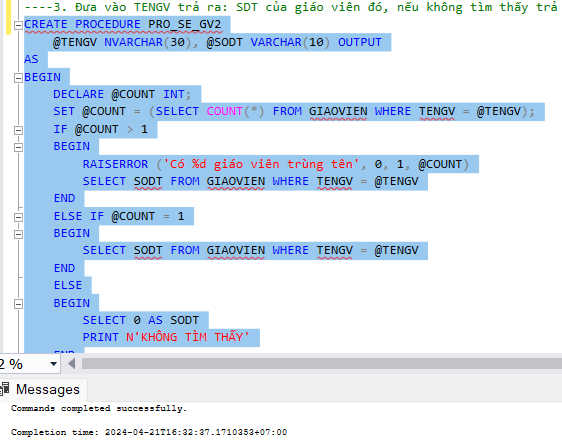 ----3. Đưa vào TENGV trả ra: SDT của giáo viên đó, nếu không tìm thấy trả
CREATE PROCEDURE PRO_SE_GV2
@TENGV NVARCHAR(30), @SODT VARCHAR(10) OUTPUT
AS
BEGIN
DECLARE @COUNT INT;
SET @COUNT = (SELECT COUNT(*) FROM GIAOVIEN WHERE TENGV = @TENGV);
IF @COUNT > 1
BEGIN
RAISERROR ('Có %d giáo viên trùng tên', 0, 1, @COUNT)
SELECT SODT FROM GIAOVIEN WHERE TENGV = @TENGV
END
ELSE IF @COUNT = 1
BEGIN
SELECT SODT FROM GIAOVIEN WHERE TENGV = @TENGV
END
ELSE
BEGIN
SELECT 0 AS SODT
PRINT N'KHÔNG TÌM THẤY'
END
2 %
Messages
Commands completed successfully.
Completion time: 2024-04-21T16:32:37.1710353+07:00